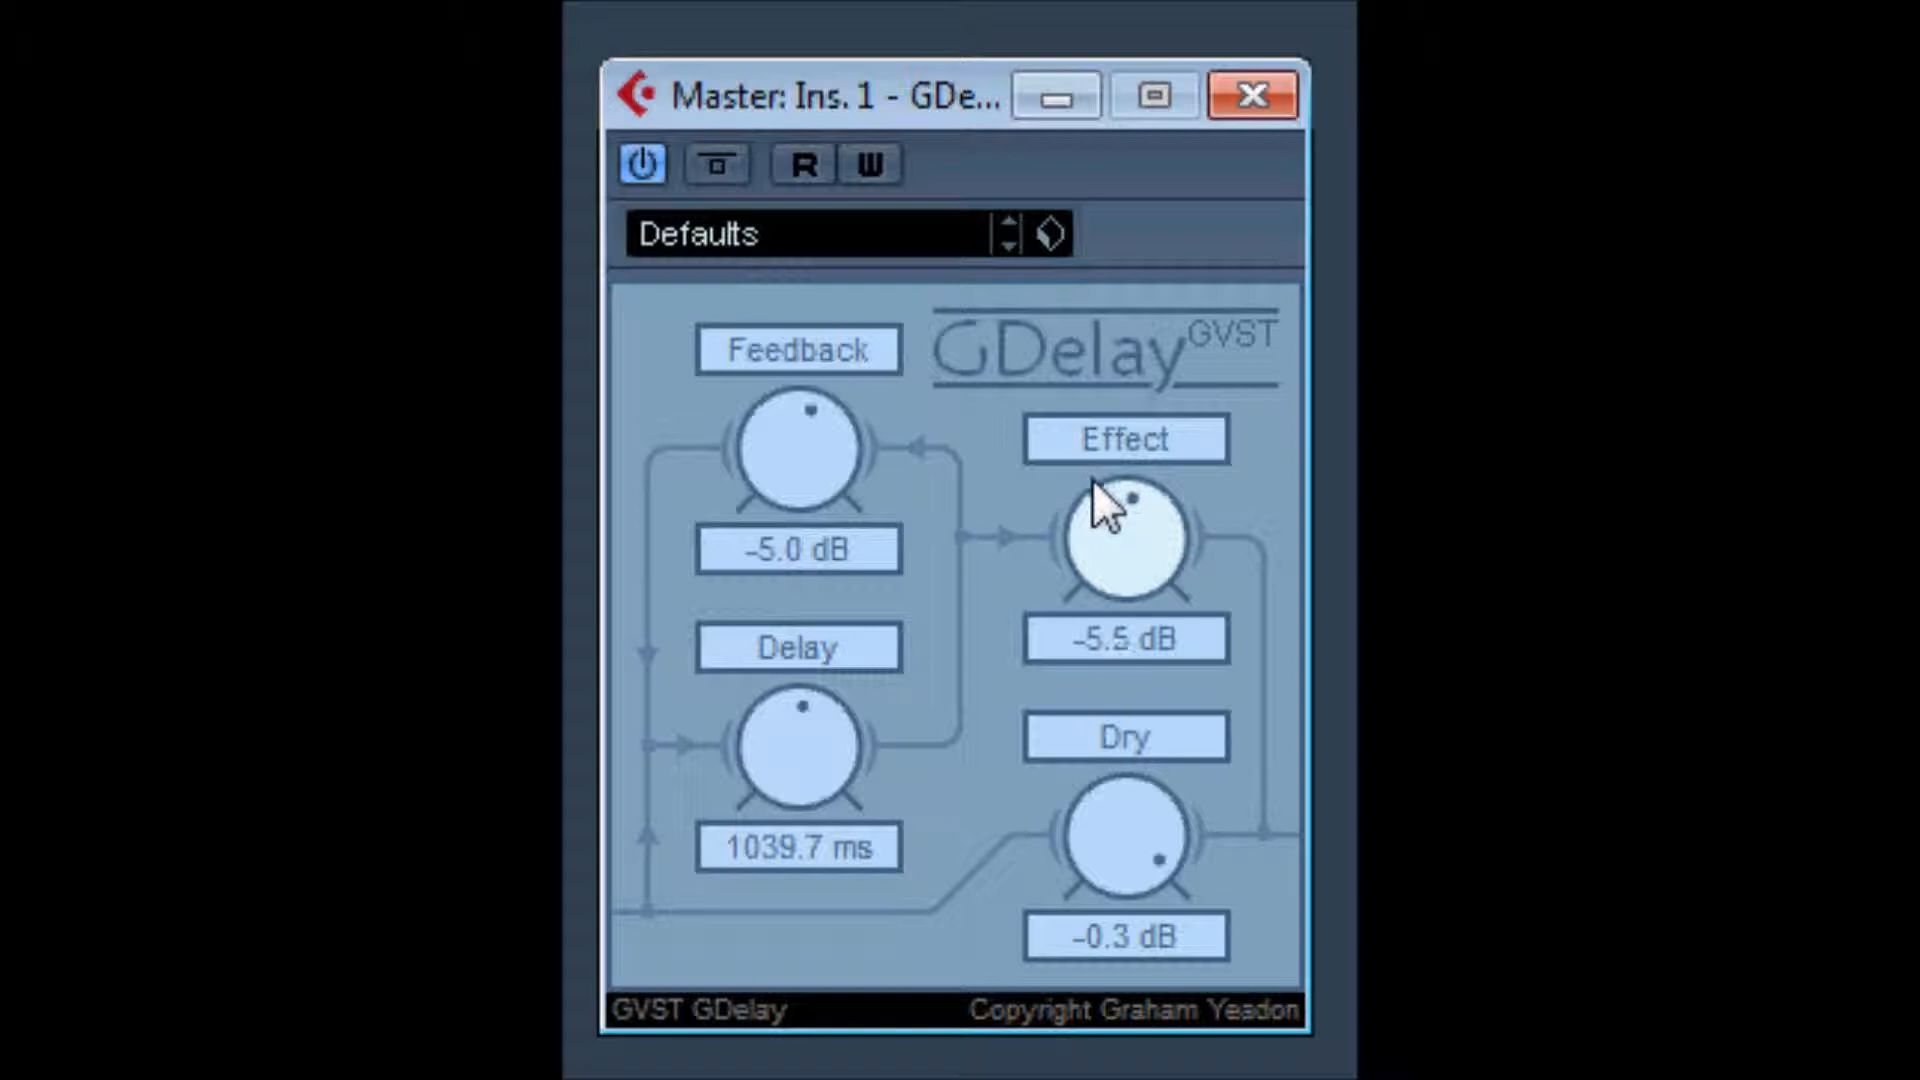 Master: Ins. 1 - GDe...
R W
Defaults
GDelay GVST
Feedback
Effect
-5.0 dB
-5.5 dB
Delay
Dry
1039.7 ms
-0.3 dB
GVST GDelay
Copyright Graham Yeadon